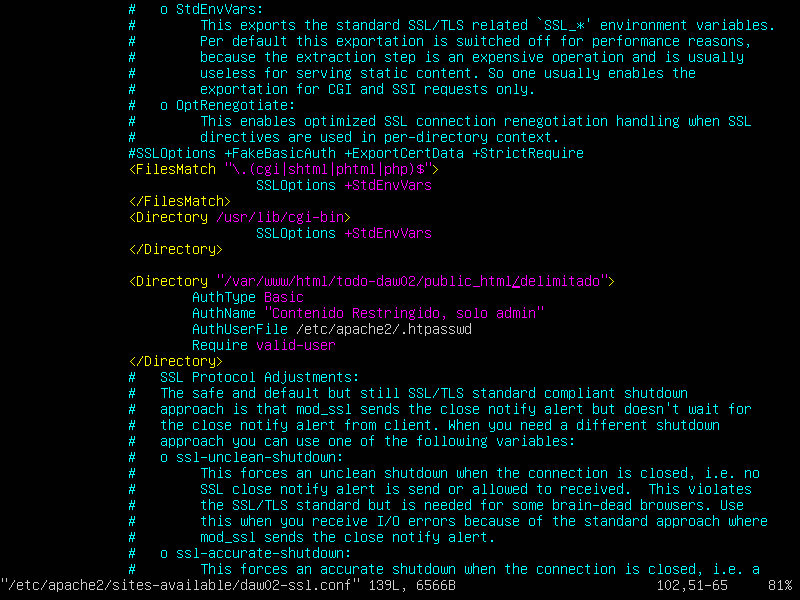 #   o StdEnvVars:
#        This exports the standard SSL/TLS related `SSL_*' environment variables.
#        Per default this exportation is switched off for performance reasons,
#        because the extraction step is an expensive operation and is usually
#        useless for serving static content. So one usually enables the
#        exportation for CGI and SSI requests only.
#   o OptRenegotiate:
#        This enables optimized SSL connection renegotiation handling when SSL
#        directives are used in per-directory context.
#SSLOptions +FakeBasicAuth +ExportCertData +StrictRequire
<FilesMatch "\.(cgi|shtml|phtml|php)$">
                SSLOptions +StdEnvVars
</FilesMatch>
<Directory /usr/lib/cgi-bin>
                SSLOptions +StdEnvVars
</Directory>

<Directory "/var/www/html/todo-daw02/public_html/delimitado">
        AuthType Basic
        AuthName "Contenido Restringido, solo admin"
        AuthUserFile /etc/apache2/.htpasswd
        Require valid-user
</Directory>
#   SSL Protocol Adjustments:
#   The safe and default but still SSL/TLS standard compliant shutdown
#   approach is that mod_ssl sends the close notify alert but doesn't wait for
#   the close notify alert from client. When you need a different shutdown
#   approach you can use one of the following variables:
#   o ssl-unclean-shutdown:
#        This forces an unclean shutdown when the connection is closed, i.e. no
#        SSL close notify alert is send or allowed to received.  This violates
#        the SSL/TLS standard but is needed for some brain-dead browsers. Use
#        this when you receive I/O errors because of the standard approach where
#        mod_ssl sends the close notify alert.
#   o ssl-accurate-shutdown:
#        This forces an accurate shutdown when the connection is closed, i.e. a
"/etc/apache2/sites-available/daw02-ssl.conf" 139L, 6566B 102,51-65 81%